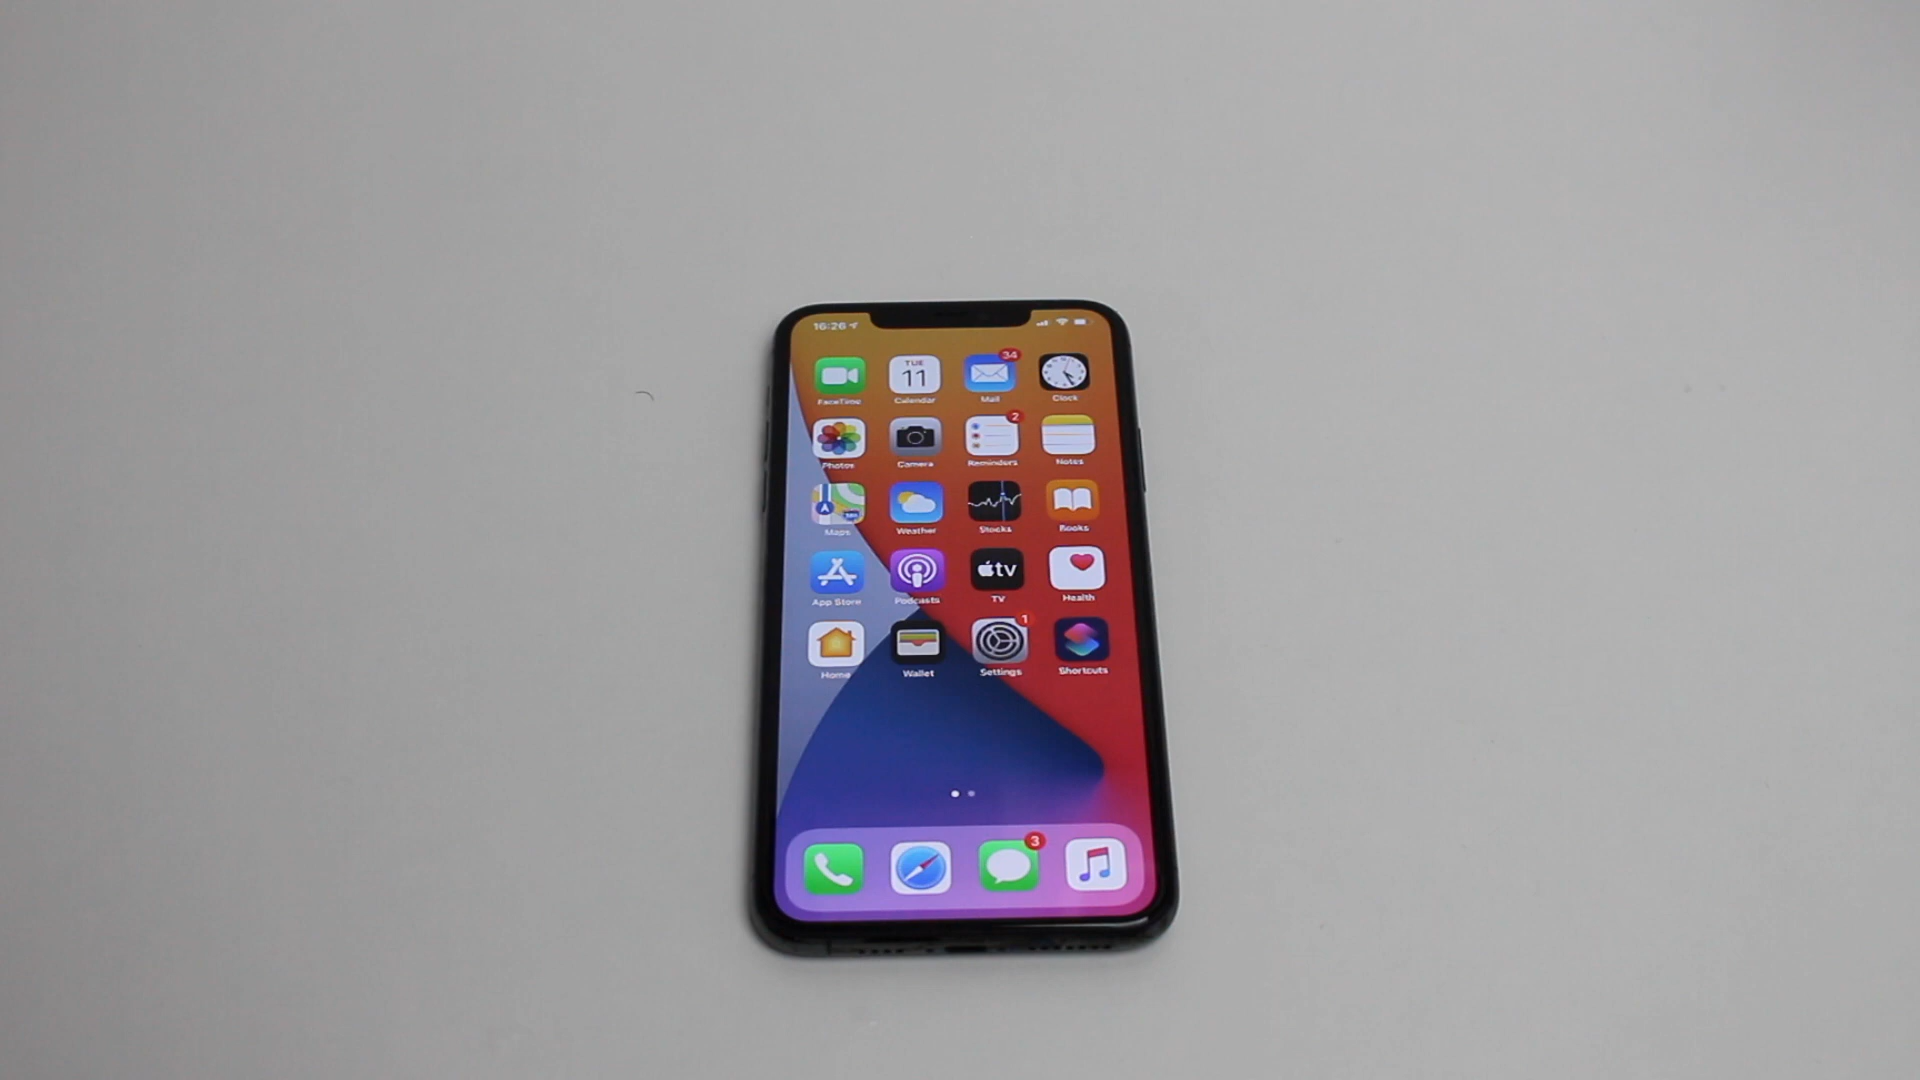 16:26
34
TUE
11
FaceTime Calendar Mail Clock
2
Photos Camera Reminders Notes
Maps Weather Stocks Books
tv
App Store Podcasts TV Health
1
Home Wallet Settings Shortcuts
3